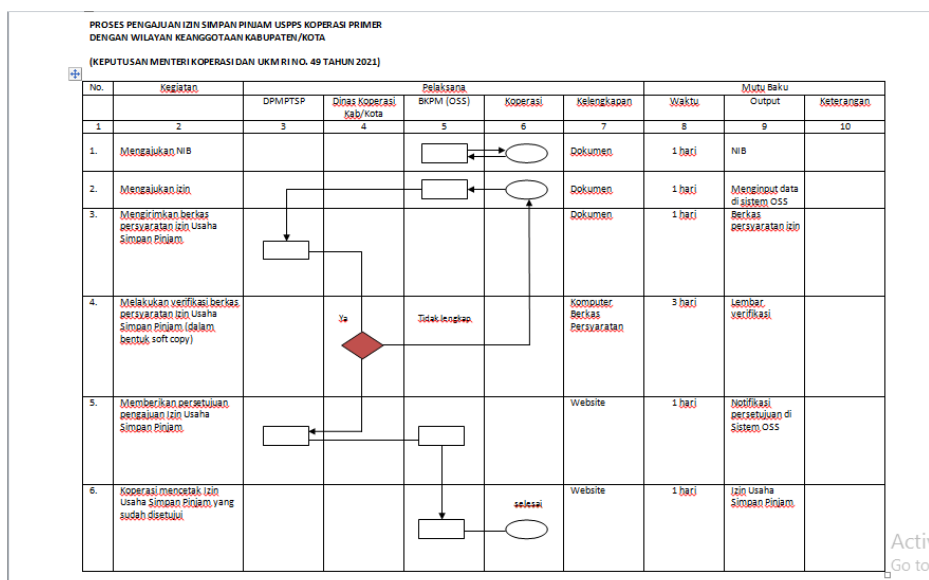 PROSES PENGAJUAN IZIN SIMPAN PINJAM USPPS KOPERASI PRIMER
DENGAN WILAYAN KEANGGOTAAN KABUPATEN/KOTA
(KEPUTUSAN MENTERI KOPERASI DAN UKM RI NO. 49 TAHUN 2021)
No. Kegiatan Pelaksana Mutu Baku
DPMPTSP Dinas Koperasi BKPM (OSS) Koperasi Kelengkapan Waktu Output Keterangan
Kab/Kota
1 2 3 4 5 6 7 8 9 10
1. Mengajukan NIB Dokumen 1 hari NIB
2. Mengajukan izin Dokumen 1 hari Menginput data
di sistem OSS
3. Mengirimkan berkas Dokumen 1 hari Berkas
persyaratan izin Usaha persyaratan izin
Simpan Pinjam
4. Melakukan verifikasi berkas Komputer 3 hari Lembar
persyaratan Izin Usaha Ya Tidak lengkap Berkas verifikasi
Simpan Pinjam (dalam Persyaratan
bentuk soft copy)
5. Memberikan persetujuan Website 1 hari Notifikasi
pengajuan Izin Usaha persetujuan di
Simpan Pinjam Sistem OSS
6. Koperasi mencetak Izin Website 1 hari Izin Usaha
Usaha Simpan Pinjam yang selesai Simpan Pinjam
sudah disetujui
Go to